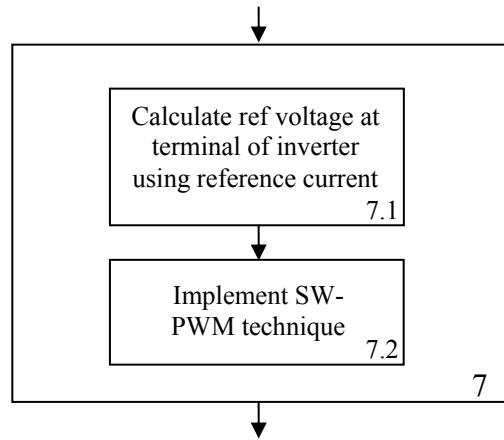 Calculate ref voltage at
terminal of inverter
using reference current
7.1
Implement SW-
PWM technique
7.2
7